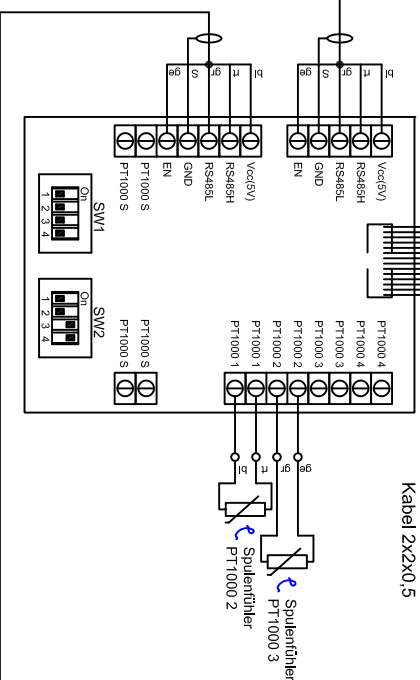 ge
S
gr
rt
bl
ge
S
gr
rt
bl
PT1000 S
PT1000 S
EN
GND
RS485L
RS485H
Vcc(5V)
EN
GND
RS485L
RS485H
Vcc(5V)
SW1
On
1
2
3
4
SW2
On
1
2
3
4
PT1000 S
PT1000 S
PT1000 1
PT1000 1
PT1000 2
PT1000 2
PT1000 3
PT1000 3
PT1000 4
PT1000 4
bl
rt
gr
ge
Spulenfühler
PT1000 2
Spulenfühler
PT1000 3
Kabel 2x2x0,5